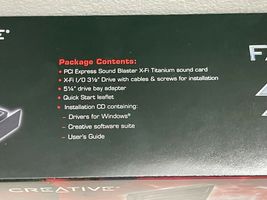 Package Contents:
• PCI Express Sound Blaster X-Fi Titanium sound card
• X-Fi I/O 3½" Drive with cables & screws for installation
• 5¼" drive bay adapter
• Quick Start leaflet
• Installation CD containing:
– Drivers for Windows®
– Creative software suite
– User's Guide
CREATIVE